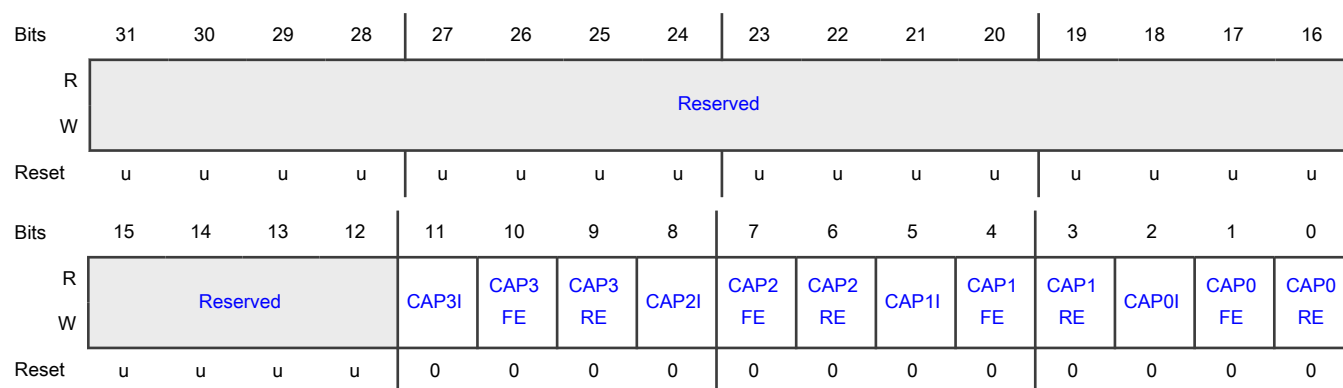 Bits 31 30 29 28 27 26 25 24 23 22 21 20 19 18 17 16
R
Reserved
W
Reset u u u u u u u u u u u u u u u u
Bits 15 14 13 12 11 10 9 8 7 6 5 4 3 2 1 0
R
Reserved CAP3I CAP3 FE CAP3 RE CAP2I CAP2 FE CAP2 RE CAP1I CAP1 FE CAP1 RE CAP0I CAP0 FE CAP0 RE
W
Reset u u u u 0 0 0 0 0 0 0 0 0 0 0 0